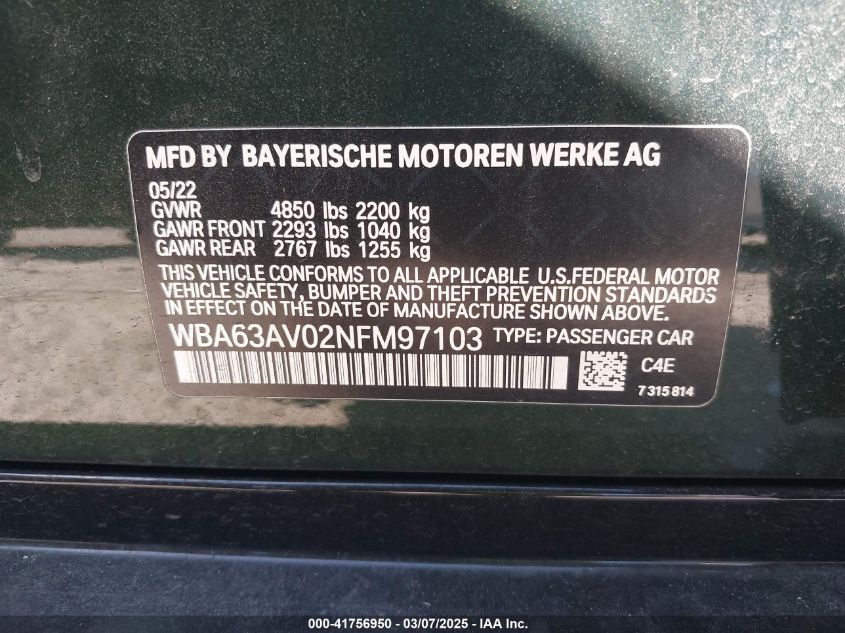 MFD BY BAYERISCHE MOTOREN WERKE AG
05/22
GVWR 4850 lbs 2200 kg
GAWR FRONT 2293 lbs 1040 kg
GAWR REAR 2767 lbs 1255 kg
THIS VEHICLE CONFORMS TO ALL APPLICABLE U.S.FEDERAL MOTOR
VEHICLE SAFETY, BUMPER AND THEFT PREVENTION STANDARDS
IN EFFECT ON THE DATE OF MANUFACTURE SHOWN ABOVE.
WBA63AV02NFM97103 TYPE: PASSENGER CAR
C4E
7315814
000-41756950 - 03/07/2025 - IAA Inc.